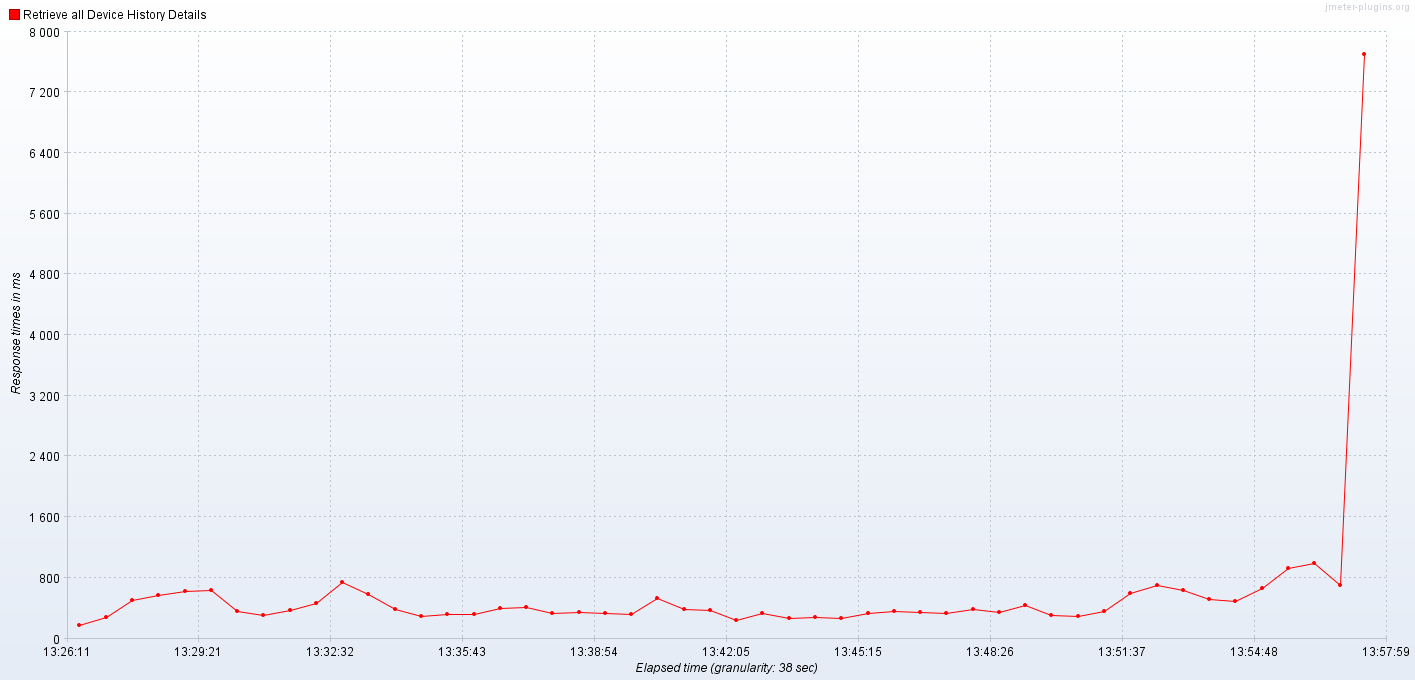 Retrieve all Device History Details
jmeter-plugins.org
8 000
7 200
6 400
5 600
4 800
4 000
3 200
2 400
1 600
800
0
Response times in ms
13:26:11 13:29:21 13:32:32 13:35:43 13:38:54 13:42:05 13:45:15 13:48:26 13:51:37 13:54:48 13:57:59
Elapsed time (granularity: 38 sec)